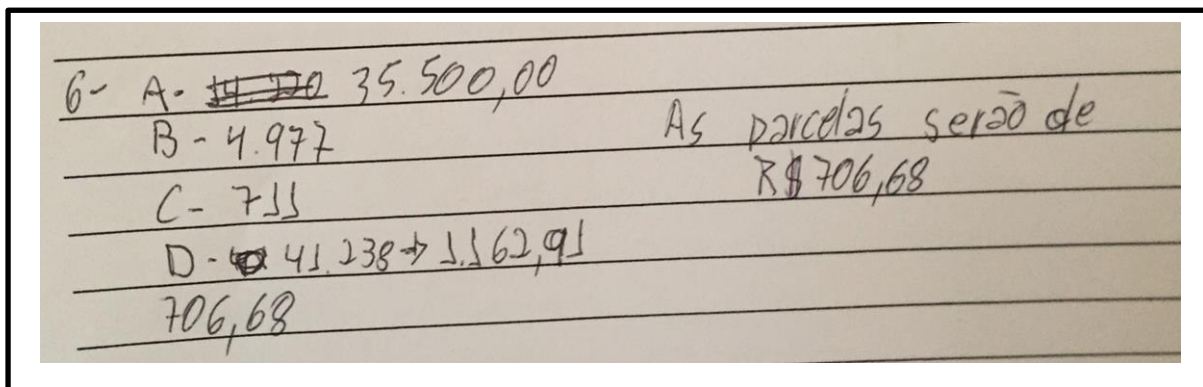 6- A- 35.500,00
B - 4.977
As parcelas serão de
R$ 706,68
C - 711
D - 41.238 → 1.162,91
706,68